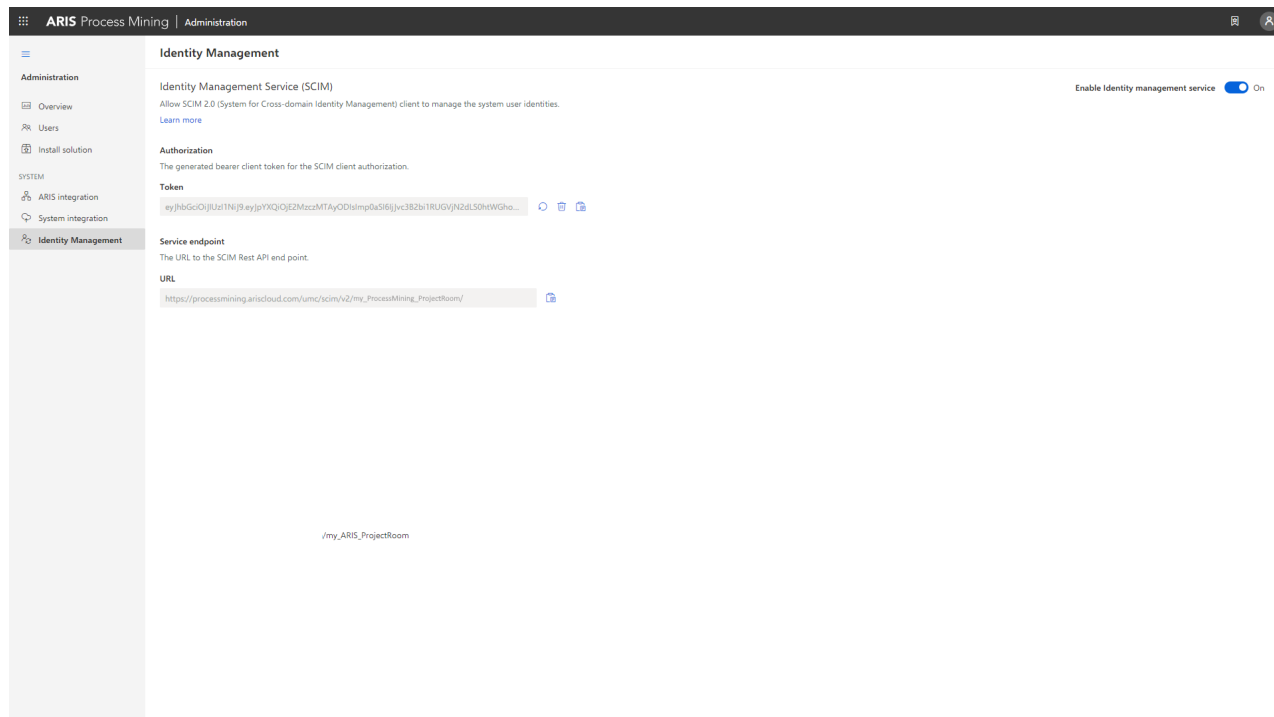 ARIS Process Mining | Administration
Identity Management
Administration
Overview
Users
Install solution
SYSTEM
ARIS integration
System integration
Identity Management
Identity Management Service (SCIM)
Enable Identity management service On
Allow SCIM 2.0 (System for Cross-domain Identity Management) client to manage the system user identities.
Learn more
Authorization
The generated bearer client token for the SCIM client authorization.
Token
Service endpoint
The URL to the SCIM Rest API end point.
URL
https://processmining.ariscloud.com/umc/scim/v2/my_ProcessMining_ProjectRoom/
/my_ARIS_ProjectRoom